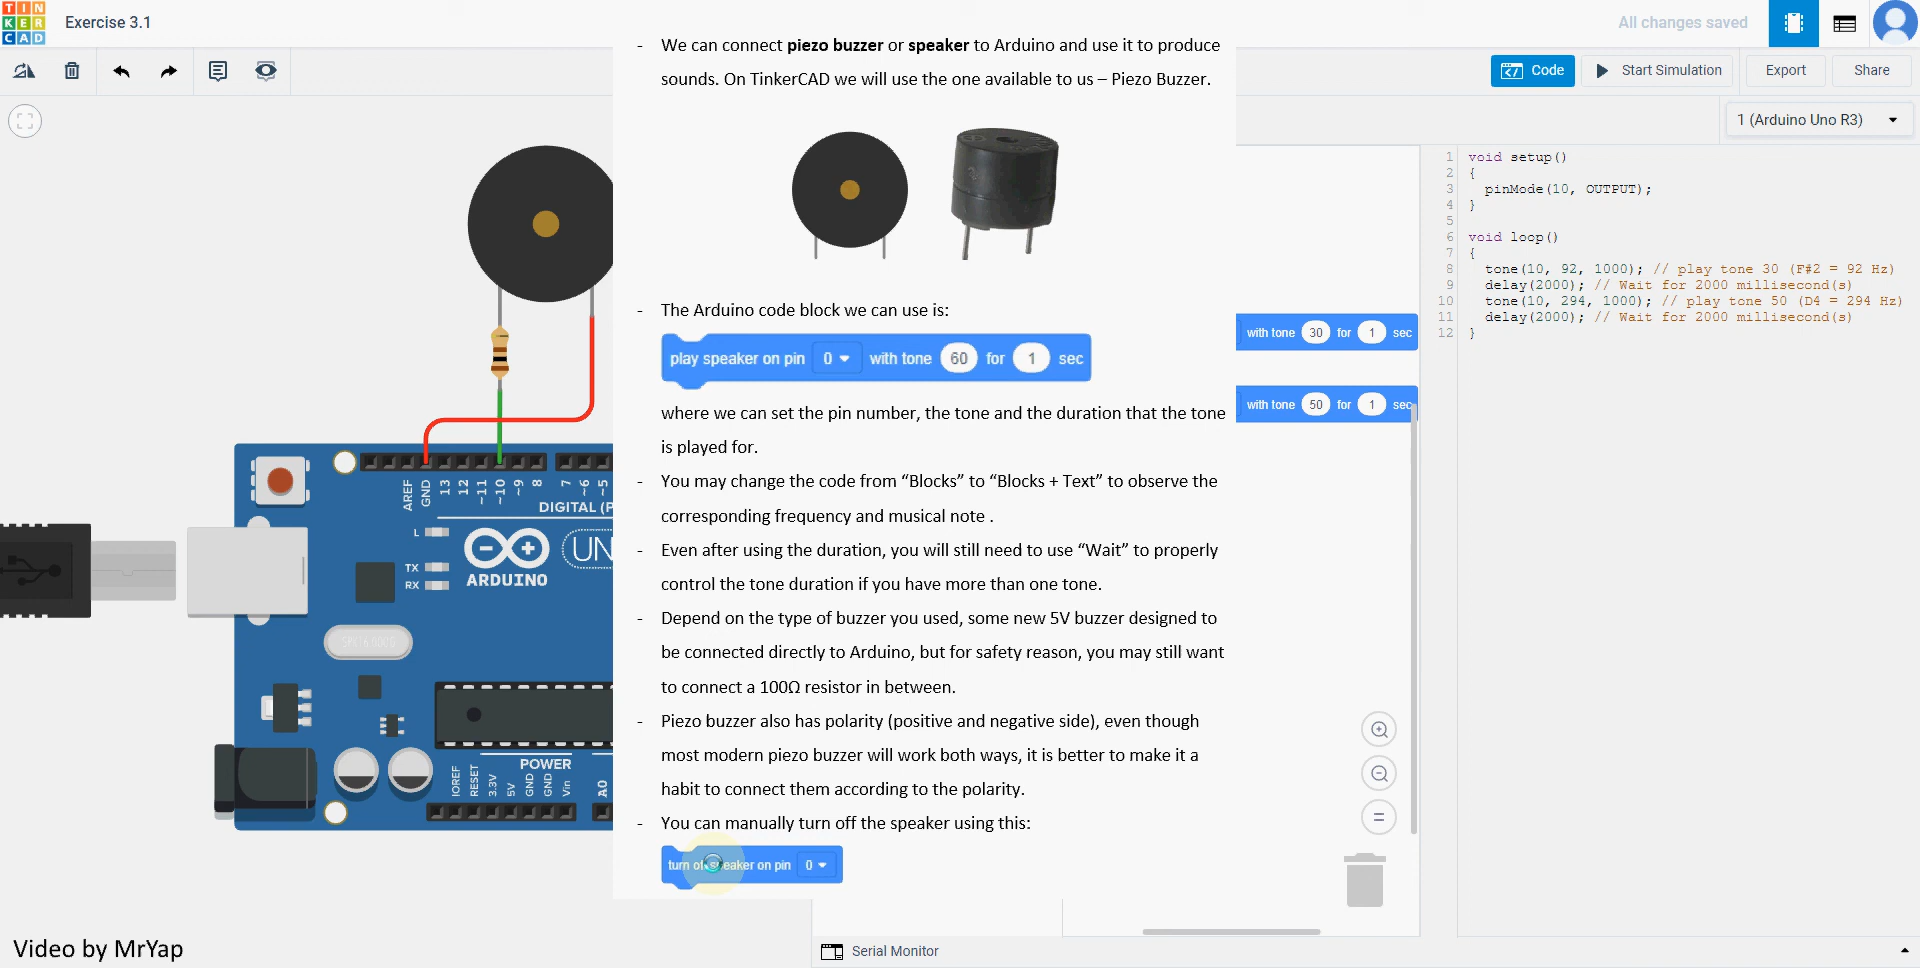 TIN
KER
CAD
Exercise 3.1
All changes saved
Code
Start Simulation
Export
Share
1 (Arduino Uno R3)
- We can connect piezo buzzer or speaker to Arduino and use it to produce
sounds. On TinkerCAD we will use the one available to us – Piezo Buzzer.
- The Arduino code block we can use is:
play speaker on pin 0 with tone 60 for 1 sec
where we can set the pin number, the tone and the duration that the tone
is played for.
- You may change the code from “Blocks” to “Blocks + Text” to observe the
corresponding frequency and musical note .
- Even after using the duration, you will still need to use “Wait” to properly
control the tone duration if you have more than one tone.
- Depend on the type of buzzer you used, some new 5V buzzer designed to
be connected directly to Arduino, but for safety reason, you may still want
to connect a 100Ω resistor in between.
- Piezo buzzer also has polarity (positive and negative side), even though
most modern piezo buzzer will work both ways, it is better to make it a
habit to connect them according to the polarity.
- You can manually turn off the speaker using this:
turn of speaker on pin 0
with tone 30 for 1 sec
with tone 50 for 1 sec
1 void setup()
2 {
3 pinMode(10, OUTPUT);
4 }
5
6 void loop()
7 {
8 tone(10, 92, 1000); // play tone 30 (F#2 = 92 Hz)
9 delay(2000); // Wait for 2000 millisecond(s)
10 tone(10, 294, 1000); // play tone 50 (D4 = 294 Hz)
11 delay(2000); // Wait for 2000 millisecond(s)
12 }
AREF
GND
13
12
~11
~10
~9
8
7
~6
~5
DIGITAL (P
L
TX
RX
UN
ARDUINO
POWER
IOREF
RESET
3.3V
5V
GND
GND
Vin
A0
Video by MrYap
Serial Monitor